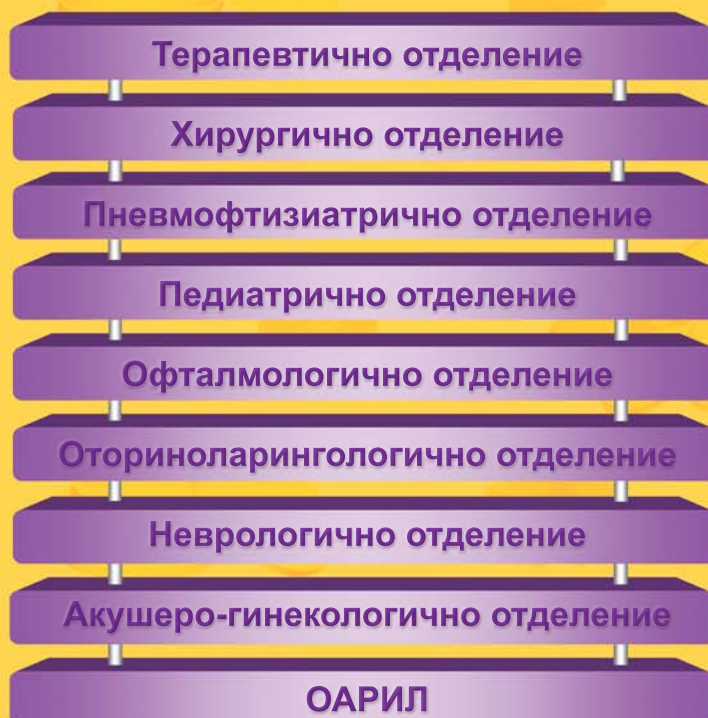 Терапевтично отделение
Хирургично отделение
Пневмофтизиатрично отделение
Педиатрично отделение
Офталмологично отделение
Оториноларингологично отделение
Неврологично отделение
Акушеро-гинекологично отделение
ОАРИЛ